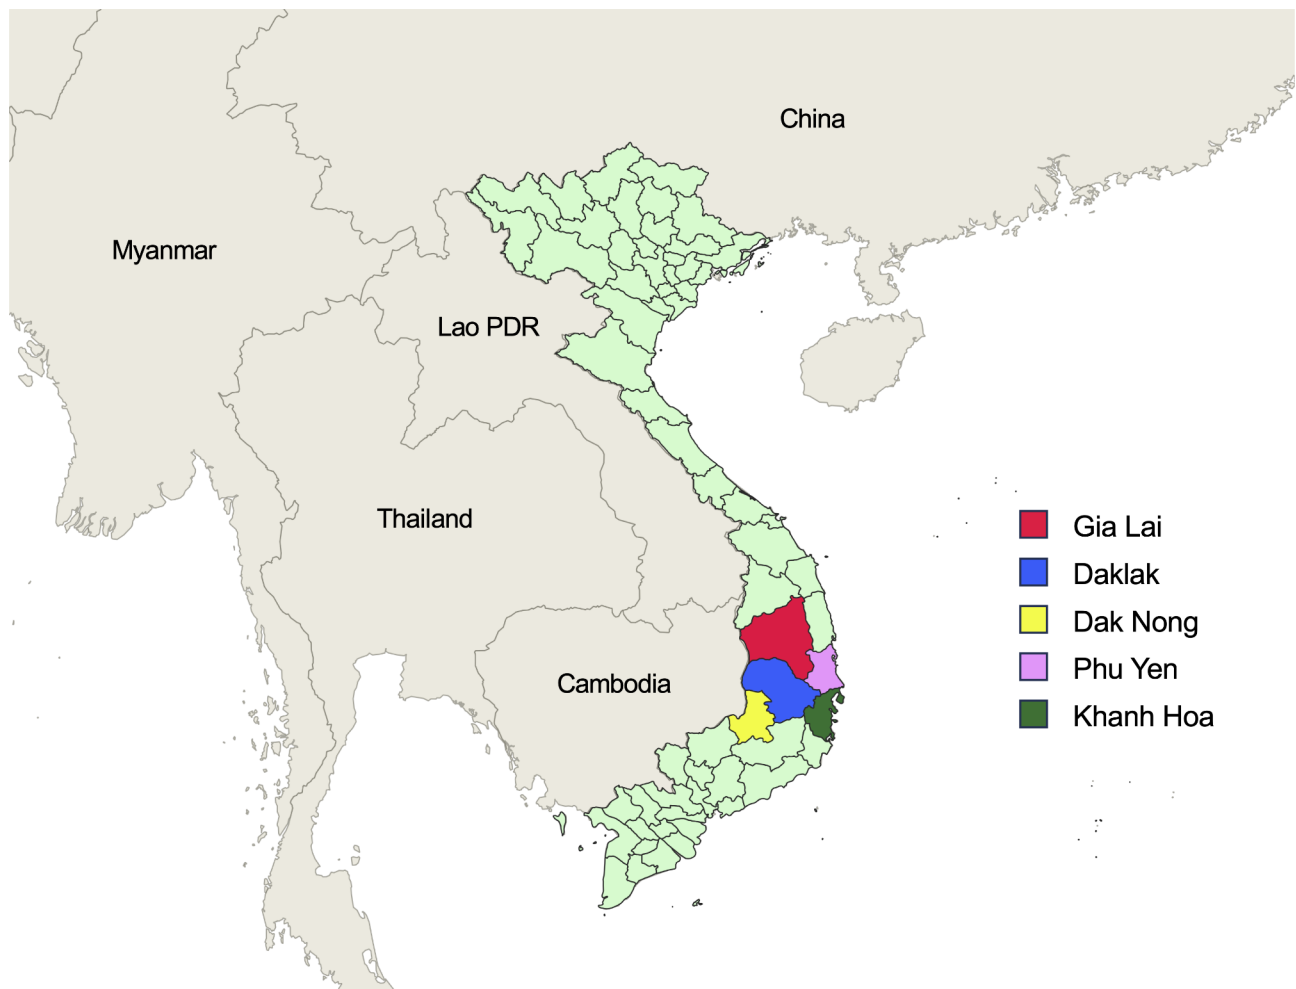 China
Myanmar
Lao PDR
Thailand
Cambodia
Gia Lai
Daklak
Dak Nong
Phu Yen
Khanh Hoa